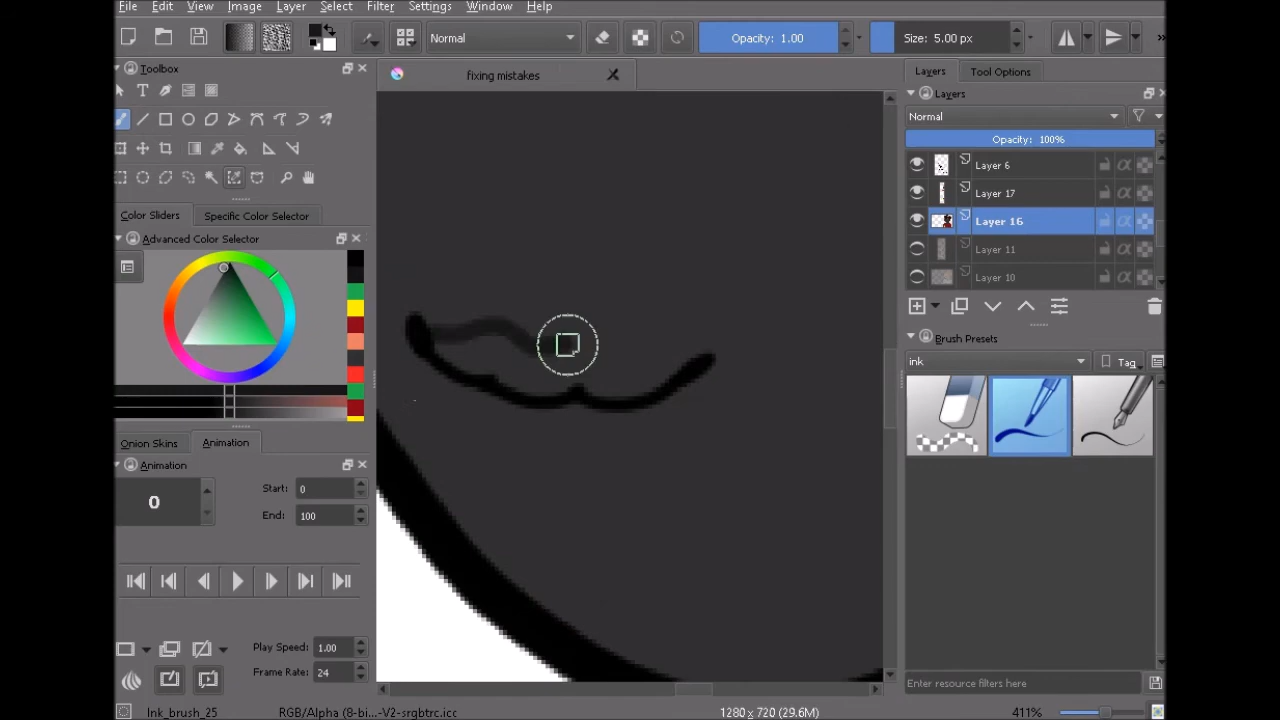 File Edit View Image Layer Select Filter Settings Window Help
Normal Opacity: 1.00 Size: 5.00 px
Toolbox
fixing mistakes
Layers Tool Options
Layers
Normal
Opacity: 100%
Layer 6
Layer 17
Layer 16
Layer 11
Layer 10
Color Sliders Specific Color Selector
Advanced Color Selector
Brush Presets
ink Tag
Onion Skins Animation
Animation
0 Start: 0
End: 100
Play Speed: 1.00
Frame Rate: 24
Enter resource filters here
Ink_brush_25 RGB/Alpha (8-bi...-V2-srgbtrc.icc 1280 x 720 (29.6M) 411%